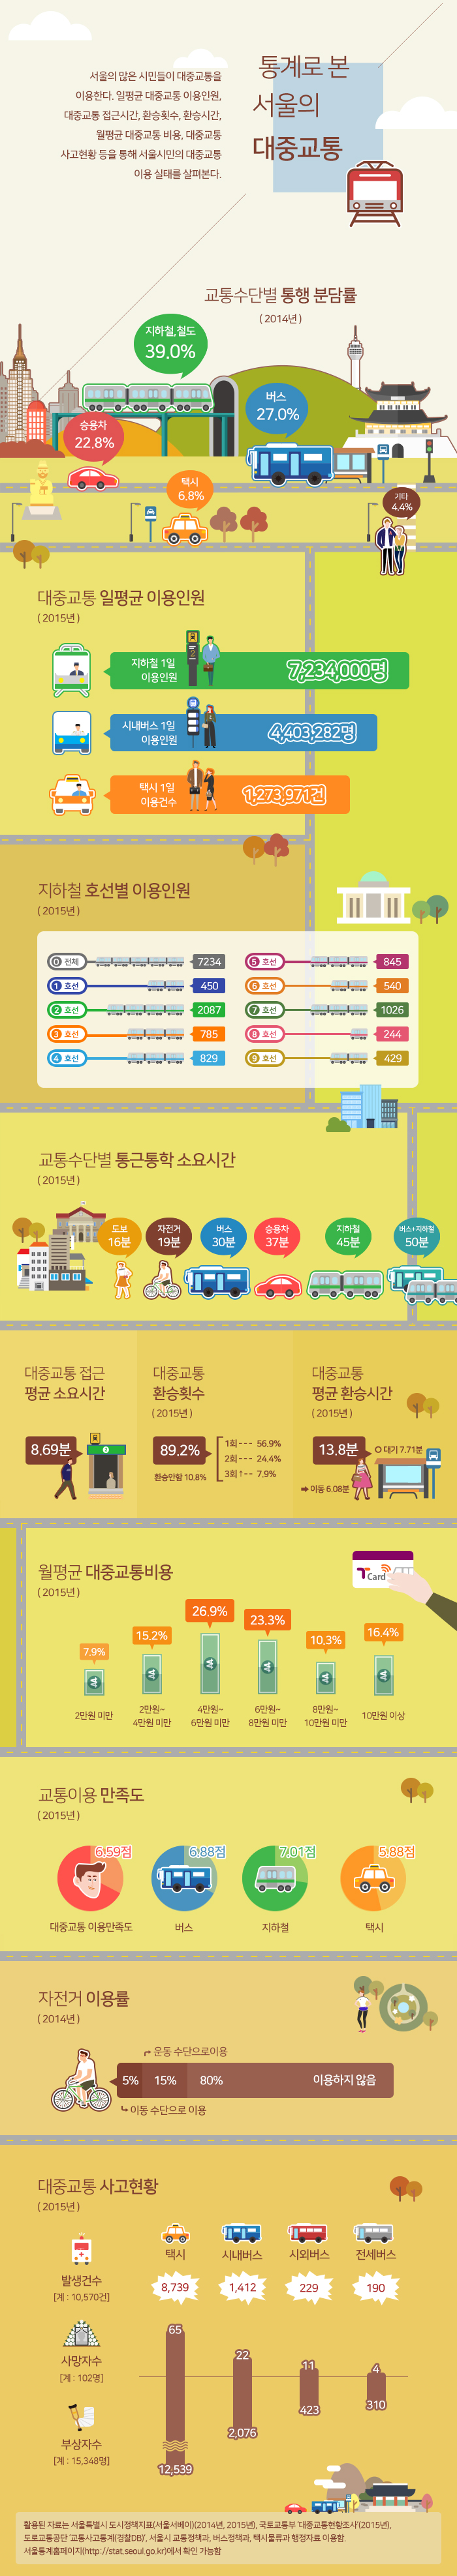 통계로 본
서울의
대중교통
서울의 많은 시민들이 대중교통을
이용한다. 일평균 대중교통 이용인원,
대중교통 접근시간, 환승횟수, 환승시간,
월평균 대중교통 비용, 대중교통
사고현황 등을 통해 서울시민의 대중교통
이용 실태를 살펴본다.
교통수단별 통행 분담률
( 2014년 )
지하철,철도
39.0%
버스
27.0%
승용차
22.8%
택시
6.8%
기타
4.4%
대중교통 일평균 이용인원
( 2015년 )
지하철 1일
이용인원
7,234,000명
시내버스 1일
이용인원
4,403,282명
택시 1일
이용건수
1,273,971건
지하철 호선별 이용인원
( 2015년 )
0 전체 7234
1 호선 450
2 호선 2087
3 호선 785
4 호선 829
5 호선 845
6 호선 540
7 호선 1026
8 호선 244
9 호선 429
교통수단별 통근통학 소요시간
( 2015년 )
도보
16분
자전거
19분
버스
30분
승용차
37분
지하철
45분
버스+지하철
50분
대중교통 접근
평균 소요시간
8.69분
대중교통
환승횟수
( 2015년 )
89.2%
환승안함 10.8%
1회 --- 56.9%
2회 --- 24.4%
3회↑-- 7.9%
대중교통
평균 환승시간
( 2015년 )
13.8분
대기 7.71분
이동 6.08분
월평균 대중교통비용
( 2015년 )
T Card
7.9%
15.2%
26.9%
23.3%
10.3%
16.4%
2만원 미만
2만원~
4만원 미만
4만원~
6만원 미만
6만원~
8만원 미만
8만원~
10만원 미만
10만원 이상
교통이용 만족도
( 2015년 )
6.59점
6.88점
7.01점
5.88점
대중교통 이용만족도
버스
지하철
택시
자전거 이용률
( 2014년 )
운동 수단으로이용
5% 15% 80% 이용하지 않음
이동 수단으로 이용
대중교통 사고현황
( 2015년 )
택시
시내버스
시외버스
전세버스
발생건수
[계 : 10,570건]
8,739
1,412
229
190
사망자수
[계 : 102명]
65
22
11
4
부상자수
[계 : 15,348명]
12,539
2,076
423
310
활용된 자료는 서울특별시 도시정책지표(서울서베이)(2014년, 2015년), 국토교통부 '대중교통현황조사'(2015년),
도로교통공단 '교통사고통계(경찰DB)', 서울시 교통정책과, 버스정책과, 택시물류과 행정자료 이용함.
서울통계홈페이지(http://stat.seoul.go.kr)에서 확인 가능함